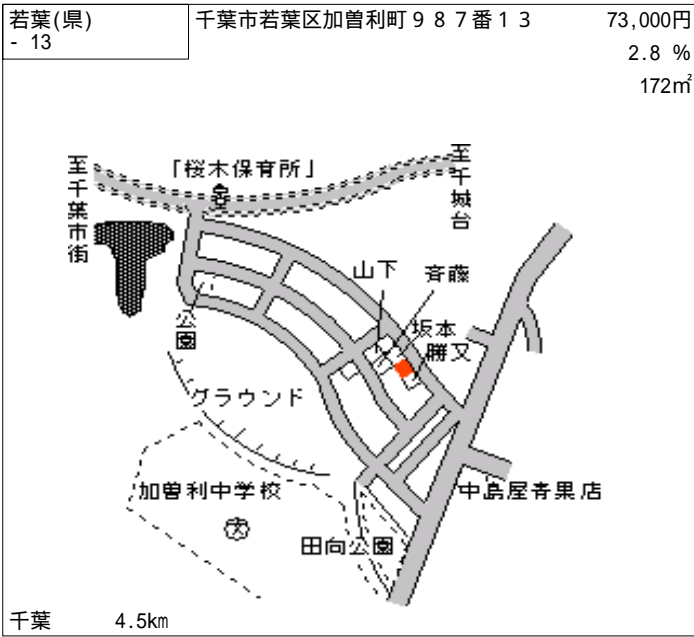 若葉(県)
- 13
千葉市若葉区加曽利町９８７番１３
73,000円
2.8 %
172㎡
至千葉市街
「桜木保育所」
至千城台
山下
斉藤
坂本
勝又
公園
グラウンド
加曽利中学校
中島屋青果店
田向公園
千葉 4.5km